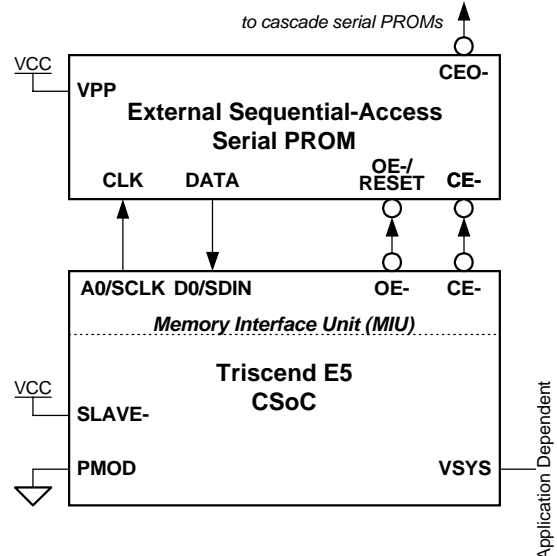 to cascade serial PROMs
VCC
CEO-
VPP
External Sequential-Access
Serial PROM
OE-/
RESET
CLK DATA CE-
A0/SCLK D0/SDIN OE- CE-
Memory Interface Unit (MIU)
Triscend E5
CSoC
VCC
SLAVE-
PMOD VSYS
Application Dependent